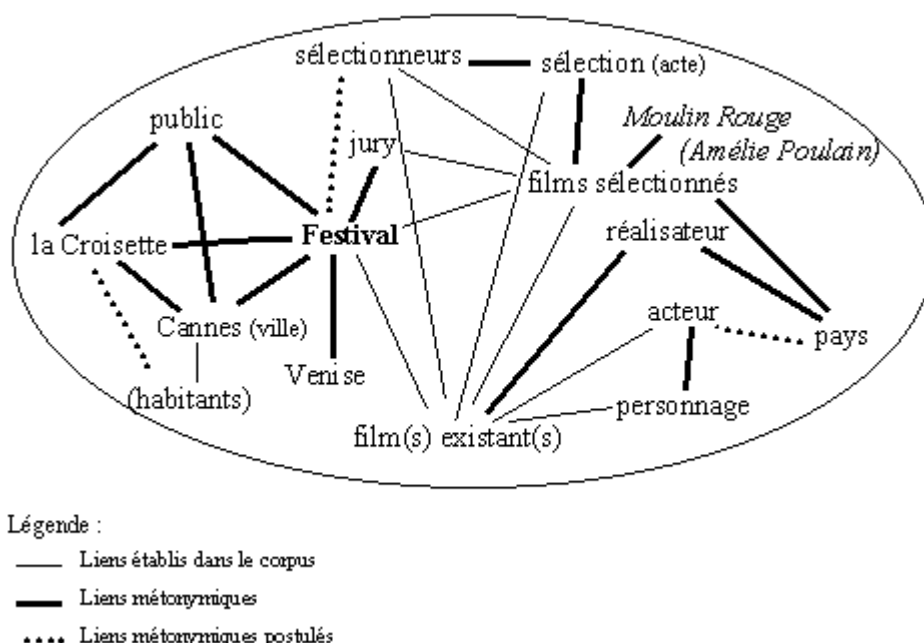 sélectionneurs
sélection (acte)
public
Moulin Rouge
(Amélie Poulain)
jury
films sélectionnés
la Croisette
Festival
réalisateur
Cannes (ville)
acteur
pays
Venise
(habitants)
personnage
film(s) existant(s)
Légende :
Liens établis dans le corpus
Liens métonymiques
Liens métonymiques postulés